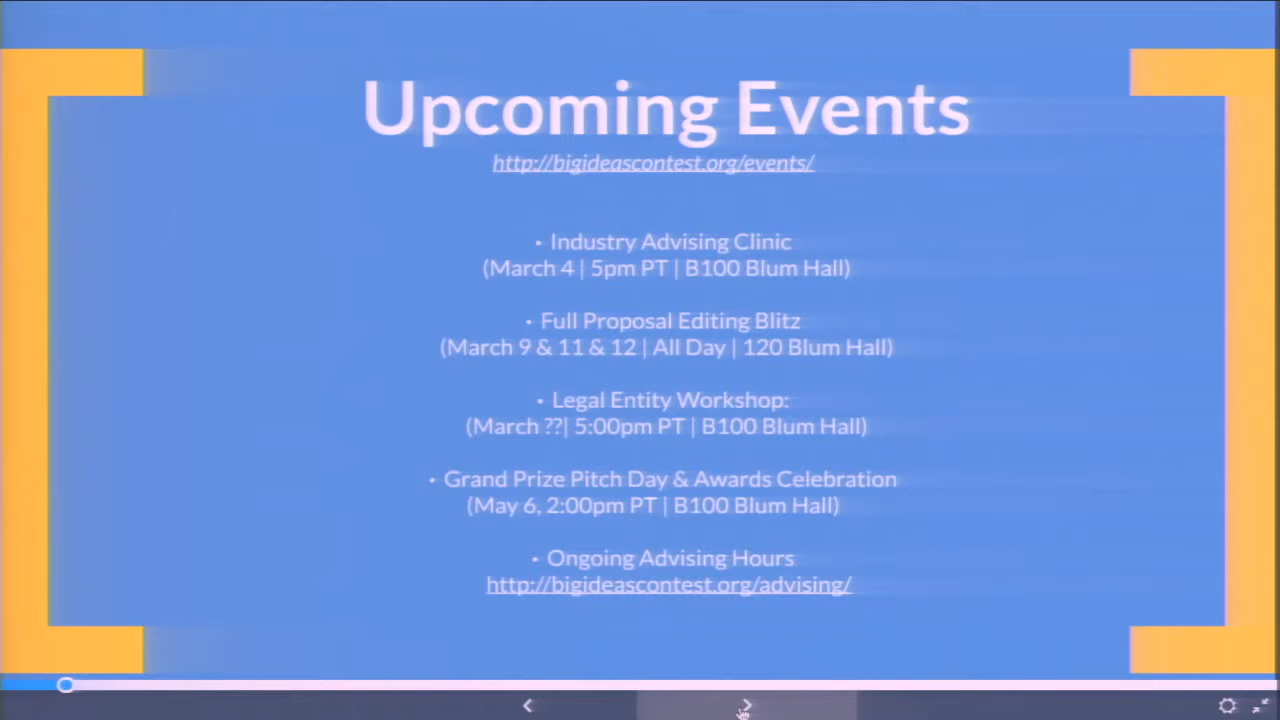 Upcoming Events
http://bigideascontest.org/events/
• Industry Advising Clinic
(March 4 | 5pm PT | B100 Blum Hall)
• Full Proposal Editing Blitz
(March 9 & 11 & 12 | All Day | 120 Blum Hall)
• Legal Entity Workshop:
(March ??| 5:00pm PT | B100 Blum Hall)
• Grand Prize Pitch Day & Awards Celebration
(May 6, 2:00pm PT | B100 Blum Hall)
• Ongoing Advising Hours
http://bigideascontest.org/advising/